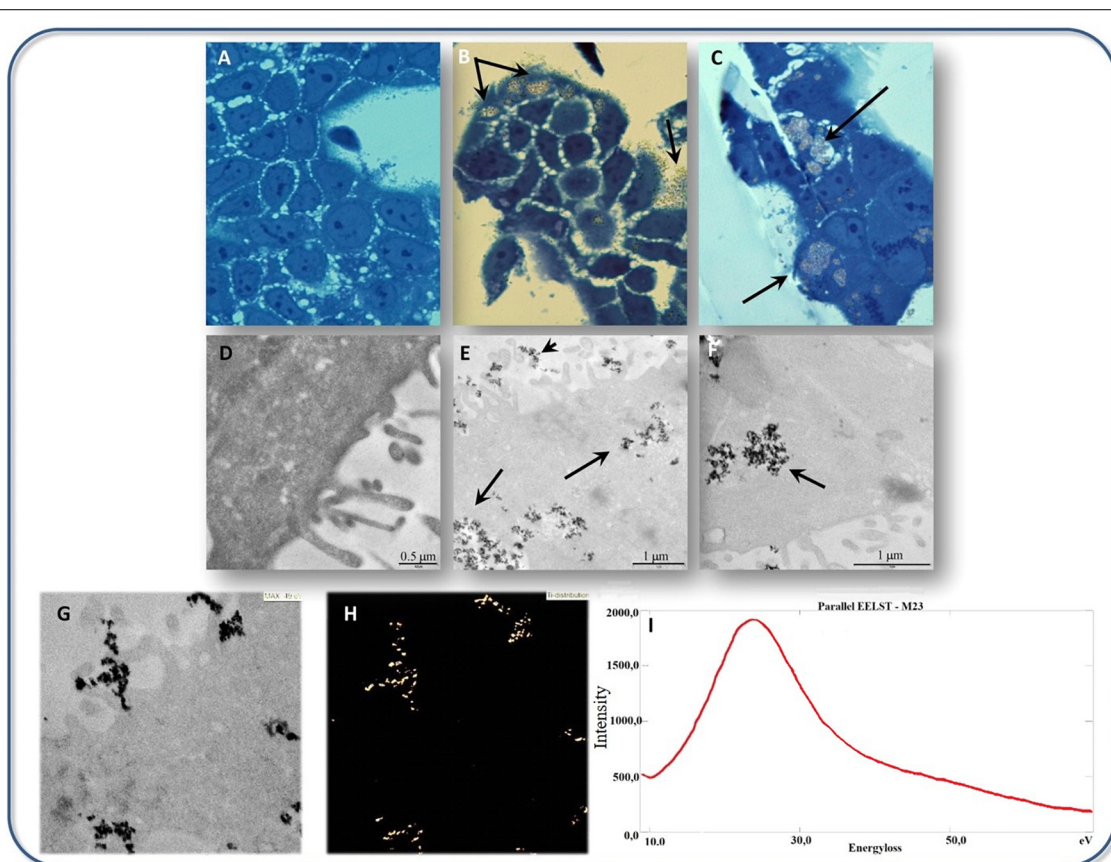 A
B
C
D
0.5 µm
E
1 µm
F
1 µm
G
H
Ti-distribution
I
Parallel EELST - M23
2000,0
1500,0
1000,0
500,0
0,0
Intensity
10,0
30,0
50,0
eV
Energyloss